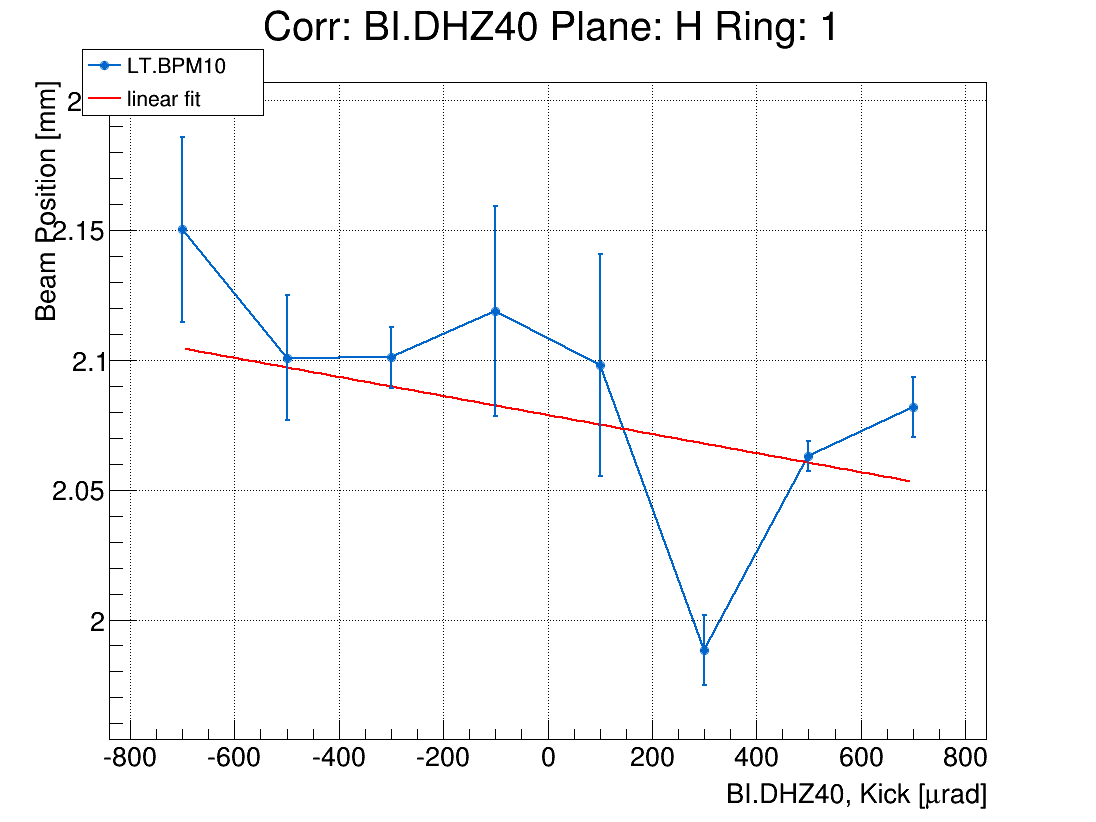 Corr: BI.DHZ40 Plane: H Ring: 1
LT.BPM10
linear fit
Beam Position [mm]
2
2.15
2.1
2.05
2
-800 -600 -400 -200 0 200 400 600 800
BI.DHZ40, Kick [μrad]